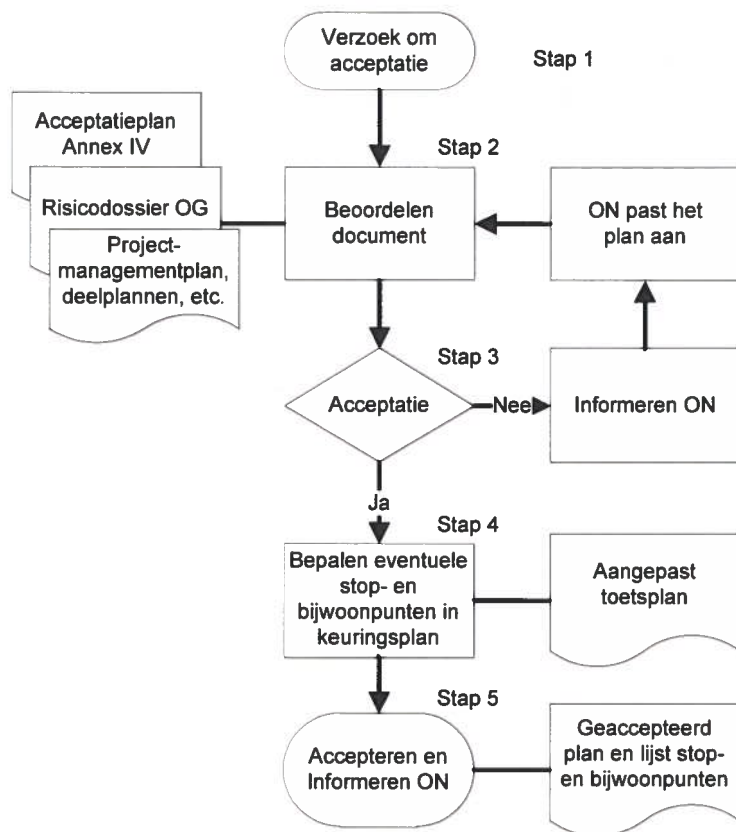 Verzoek om
acceptatie
Stap 1
Acceptatieplan
Annex IV
Stap 2
Risicodossier OG
Beoordelen
document
ON past het
plan aan
Project-
managementplan,
deelplannen, etc.
Stap 3
Acceptatie
Nee
Informeren ON
Ja
Stap 4
Bepalen eventuele
stop- en
bijwoonpunten in
keuringsplan
Aangepast
toetsplan
Stap 5
Accepteren en
Informeren ON
Geaccepteerd
plan en lijst stop-
en bijwoonpunten